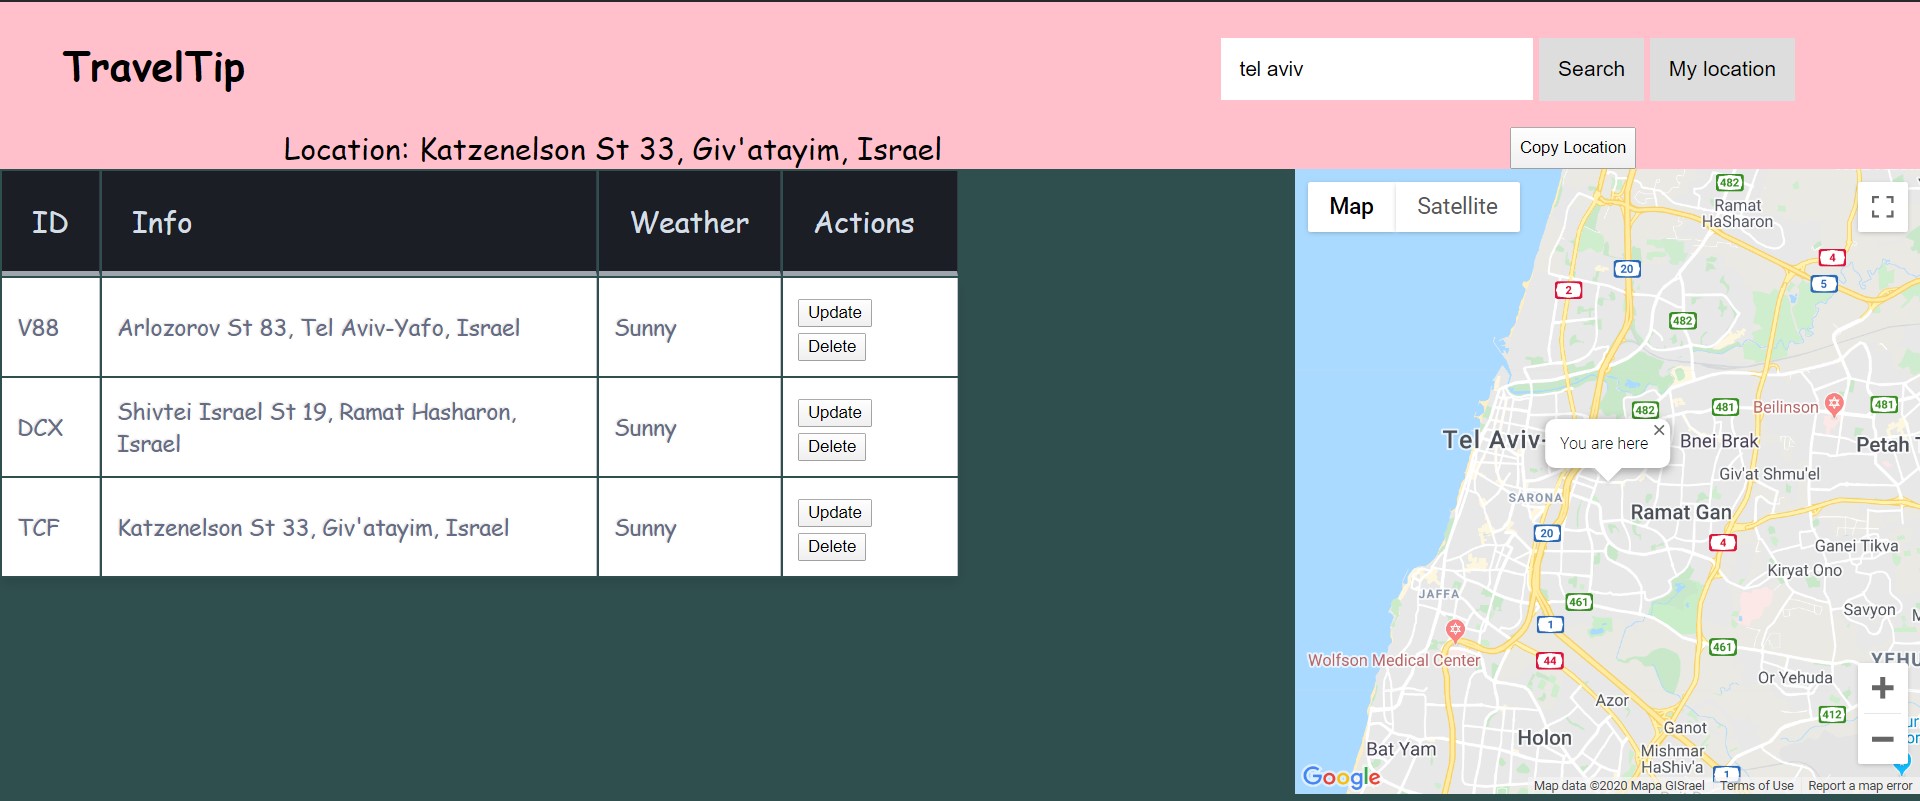 TravelTip
tel aviv
Search
My location
Location: Katzenelson St 33, Giv'atayim, Israel
Copy Location
ID Info Weather Actions
V88 Arlozorov St 83, Tel Aviv-Yafo, Israel Sunny Update
Delete
DCX Shivtei Israel St 19, Ramat Hasharon,
Israel Sunny Update
Delete
TCF Katzenelson St 33, Giv'atayim, Israel Sunny Update
Delete
Map
Satellite
482
Ramat
HaSharon
4
20
5
2
482
482
481
Beilinson
481
Tel Aviv-
You are here
Bnei Brak
Petah T
Giv'at Shmu'el
SARONA
Ramat Gan
20
4
Ganei Tikva
Kiryat Ono
JAFFA
461
Savyon
1
461
Wolfson Medical Center
44
YEHU
Or Yehuda
Azor
412
Ganot
Holon
Bat Yam
Mishmar
HaShiv'a
1
Google
Map data ©2020 Mapa GISrael
Terms of Use
Report a map error